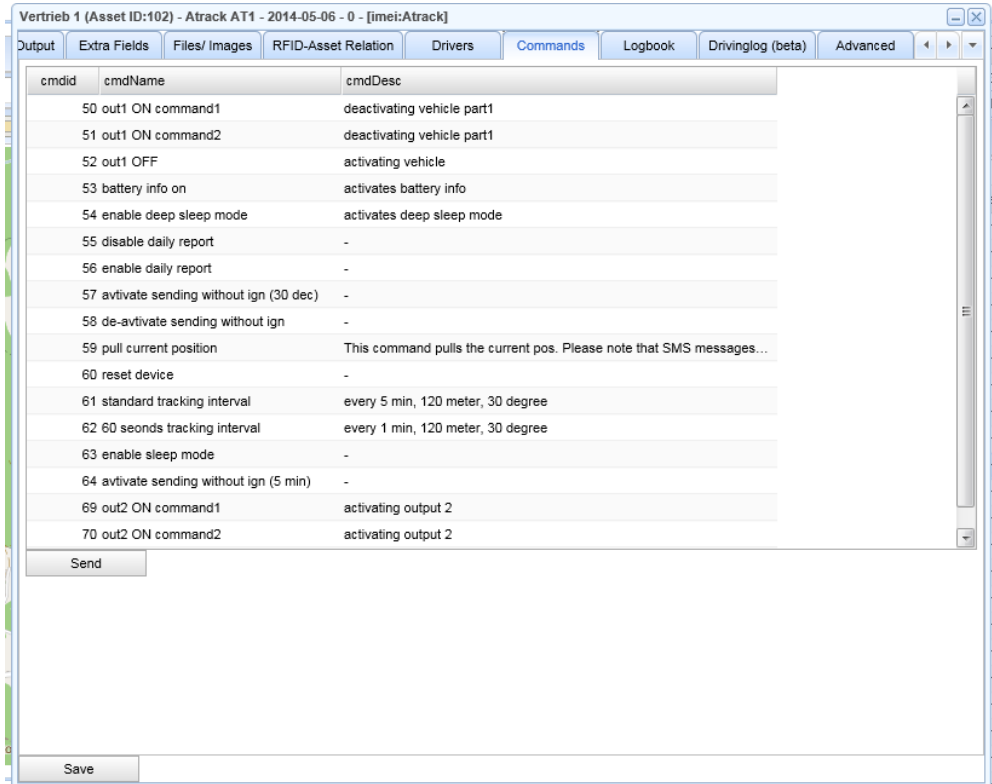 Vertrieb 1 (Asset ID:102) - Atrack AT1 - 2014-05-06 - 0 - [imei:Atrack]
Output Extra Fields Files/ Images RFID-Asset Relation Drivers Commands Logbook Drivinglog (beta) Advanced
cmdid cmdName cmdDesc
50 out1 ON command1 deactivating vehicle part1
51 out1 ON command2 deactivating vehicle part1
52 out1 OFF activating vehicle
53 battery info on activates battery info
54 enable deep sleep mode activates deep sleep mode
55 disable daily report -
56 enable daily report -
57 avtivate sending without ign (30 dec) -
58 de-avtivate sending without ign -
59 pull current position This command pulls the current pos. Please note that SMS messages...
60 reset device -
61 standard tracking interval every 5 min, 120 meter, 30 degree
62 60 seonds tracking interval every 1 min, 120 meter, 30 degree
63 enable sleep mode -
64 avtivate sending without ign (5 min) -
69 out2 ON command1 activating output 2
70 out2 ON command2 activating output 2
Send
Save